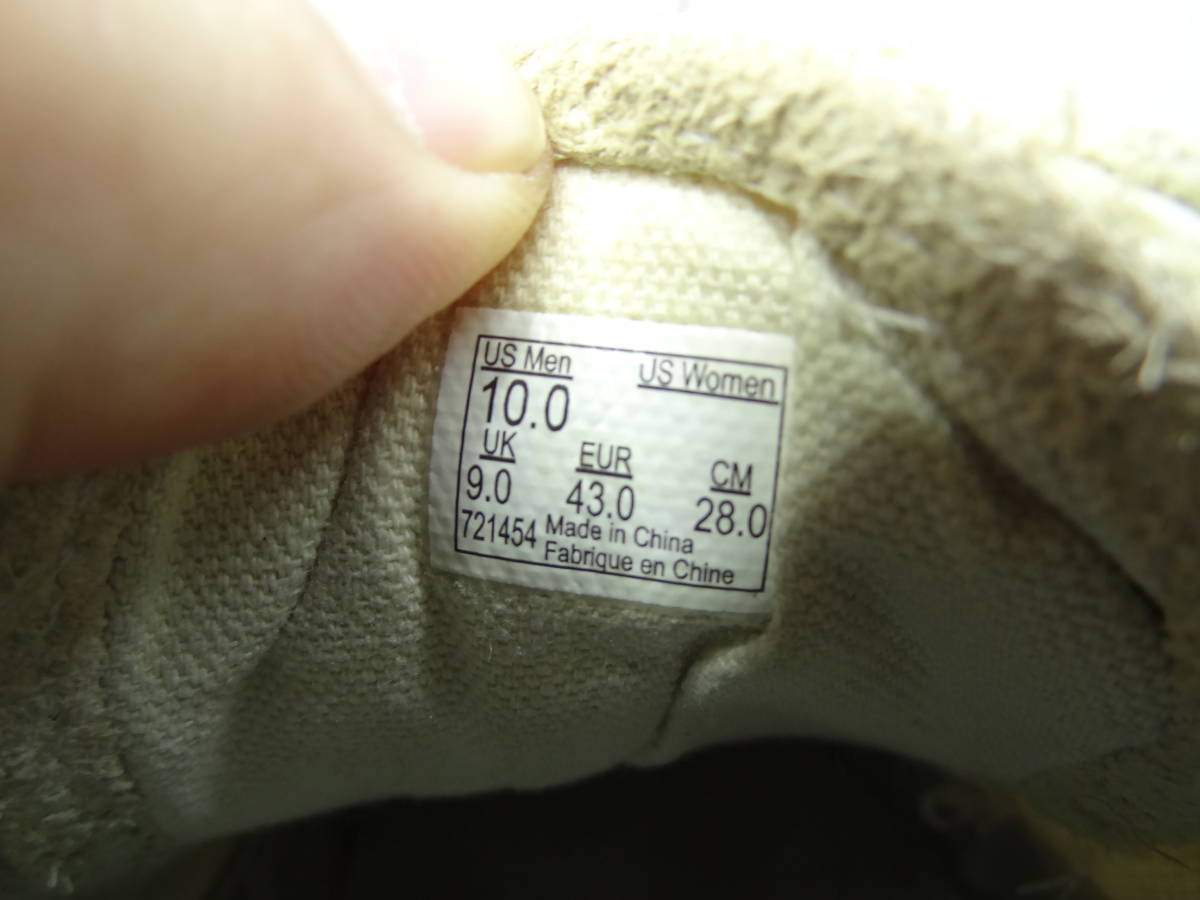 US Men US Women
10.0
UK EUR CM
9.0 43.0 28.0
721454 Made in China
Fabrique en Chine